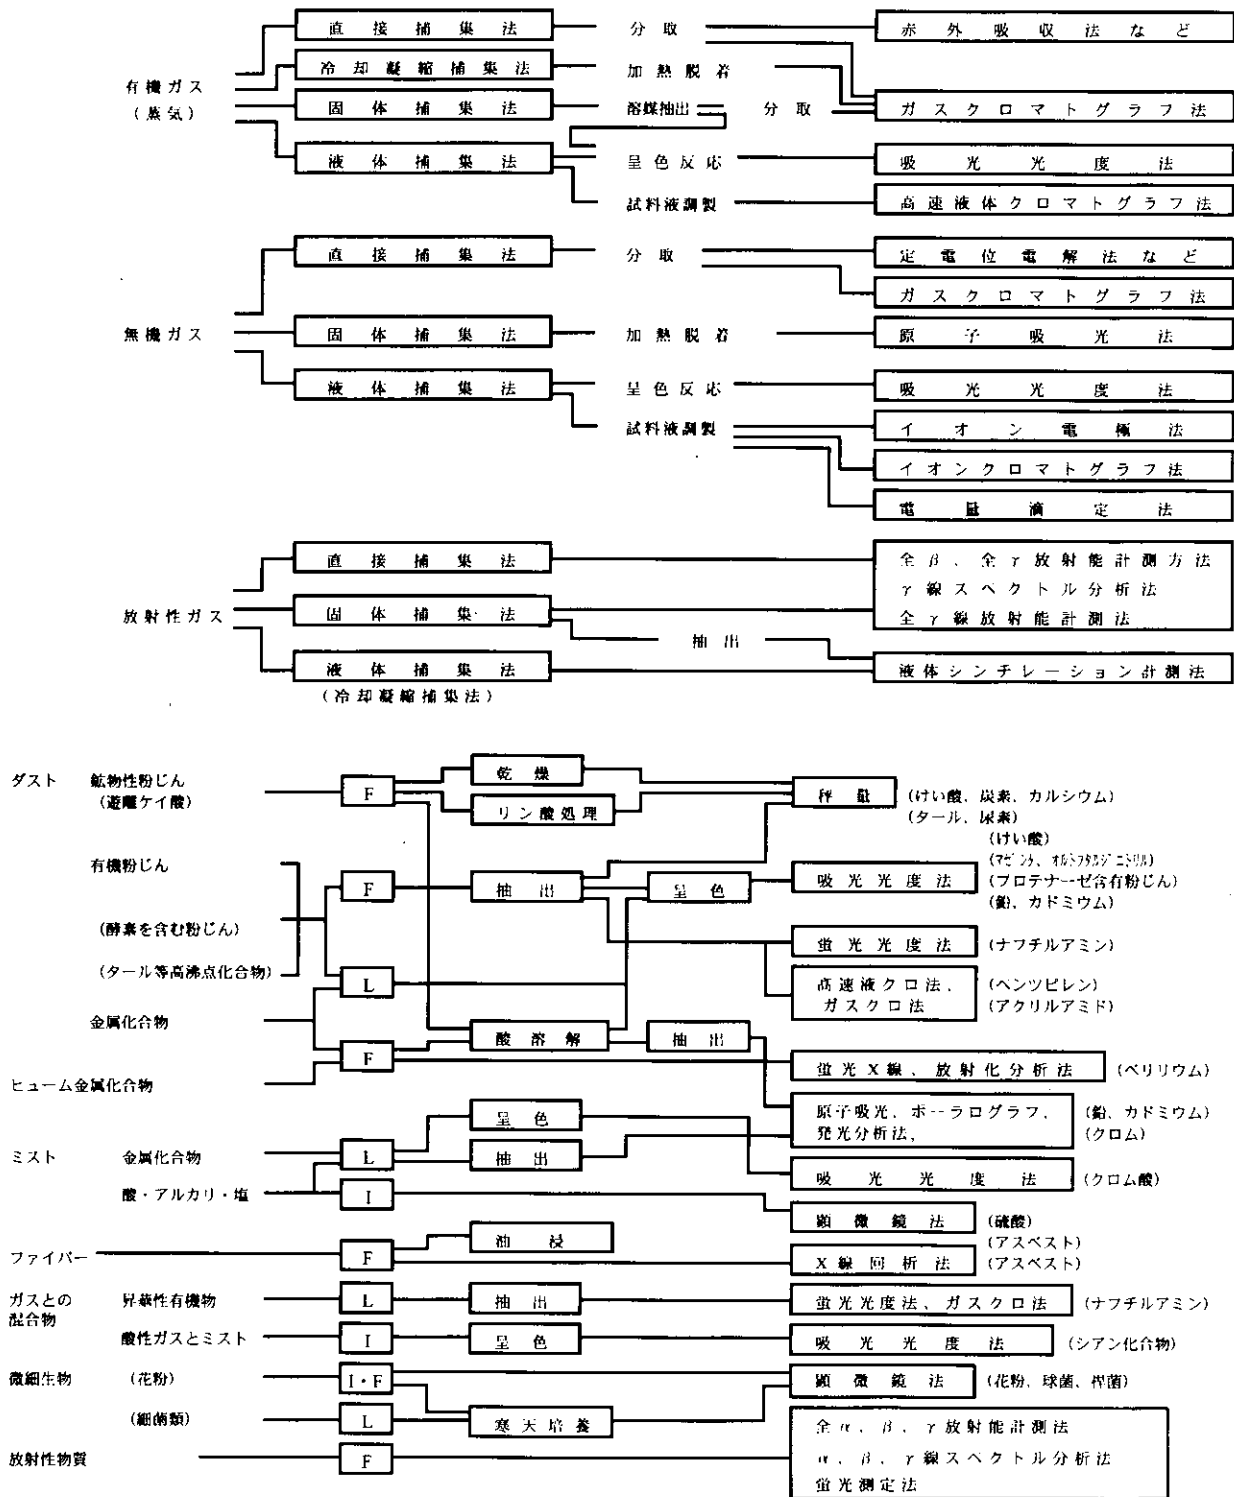 直接捕集法 分取 赤外吸収法など
冷却凝縮捕集法 加熱脱着
有機ガス
(蒸気) 固体捕集法 溶媒抽出 分取 ガスクロマトグラフ法
液体捕集法 呈色反応 吸光光度法
試料液調製 高速液体クロマトグラフ法
直接捕集法 分取 定電位電解法など
ガスクロマトグラフ法
無機ガス 固体捕集法 加熱脱着 原子吸光法
液体捕集法 呈色反応 吸光光度法
試料液調製 イオン電極法
イオンクロマトグラフ法
電量滴定法
直接捕集法 全β、全γ放射能計測方法
γ線スペクトル分析法
放射性ガス 固体捕集法 全γ線放射能計測法
抽出
液体捕集法 液体シンチレーション計測法
(冷却凝縮捕集法)
ダスト 鉱物性粉じん 乾燥
(遊離ケイ酸) F リン酸処理 秤量 (けい酸、炭素、カルシウム)
(タール、尿素)
(けい酸)
有機粉じん (マゼンタ、オルトフタルジニトリル)
F 抽出 呈色 吸光光度法 (プロテナーゼ含有粉じん)
(鉛、カドミウム)
(酵素を含む粉じん) 蛍光光度法 (ナフチルアミン)
(タール等高沸点化合物) L 高速液クロ法、 (ベンツピレン)
ガスクロ法 (アクリルアミド)
金属化合物 酸溶解 抽出
F 蛍光X線、放射化分析法 (ベリリウム)
ヒューム金属化合物
呈色 原子吸光、ポーラログラフ、 (鉛、カドミウム)
発光分析法、 (クロム)
ミスト 金属化合物 L 抽出
吸光光度法 (クロム酸)
酸・アルカリ・塩 I
顕微鏡法 (硫酸)
油浸 (アスベスト)
ファイバー F X線回析法 (アスベスト)
ガスとの 昇華性有機物 L 抽出 蛍光光度法、ガスクロ法 (ナフチルアミン)
混合物
酸性ガスとミスト I 呈色 吸光光度法 (シアン化合物)
微細生物 (花粉) I・F 顕微鏡法 (花粉、球菌、桿菌)
(細菌類) L 寒天培養
全α、β、γ放射能計測法
放射性物質 F α、β、γ線スペクトル分析法
蛍光測定法